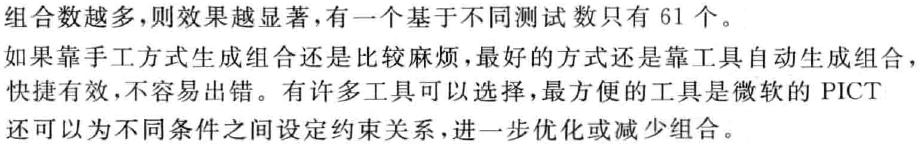 组合数越多,则效果越显著,有一个基于不同测试数只有 61 个。
如果靠手工方式生成组合还是比较麻烦,最好的方式还是靠工具自动生成组合,
快捷有效,不容易出错。有许多工具可以选择,最方便的工具是微软的 PICT
还可以为不同条件之间设定约束关系,进一步优化或减少组合。